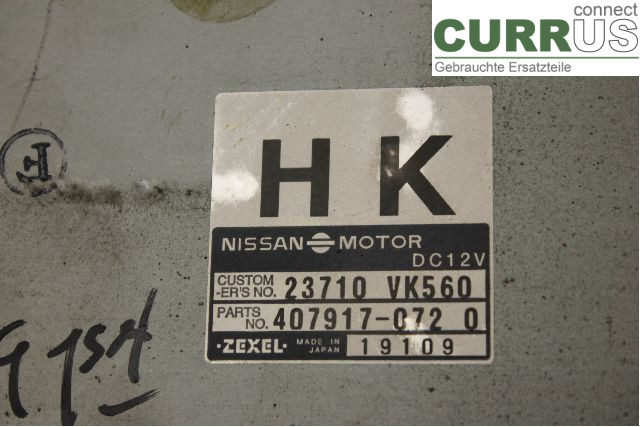 connect
CURRUS
Gebrauchte Ersatzteile
H K
NISSAN MOTOR
DC12V
CUSTOM
-ER'S NO. 23710 VK560
PARTS
NO. 407917-072 0
·ZEXEL· MADE IN
JAPAN 19109
F